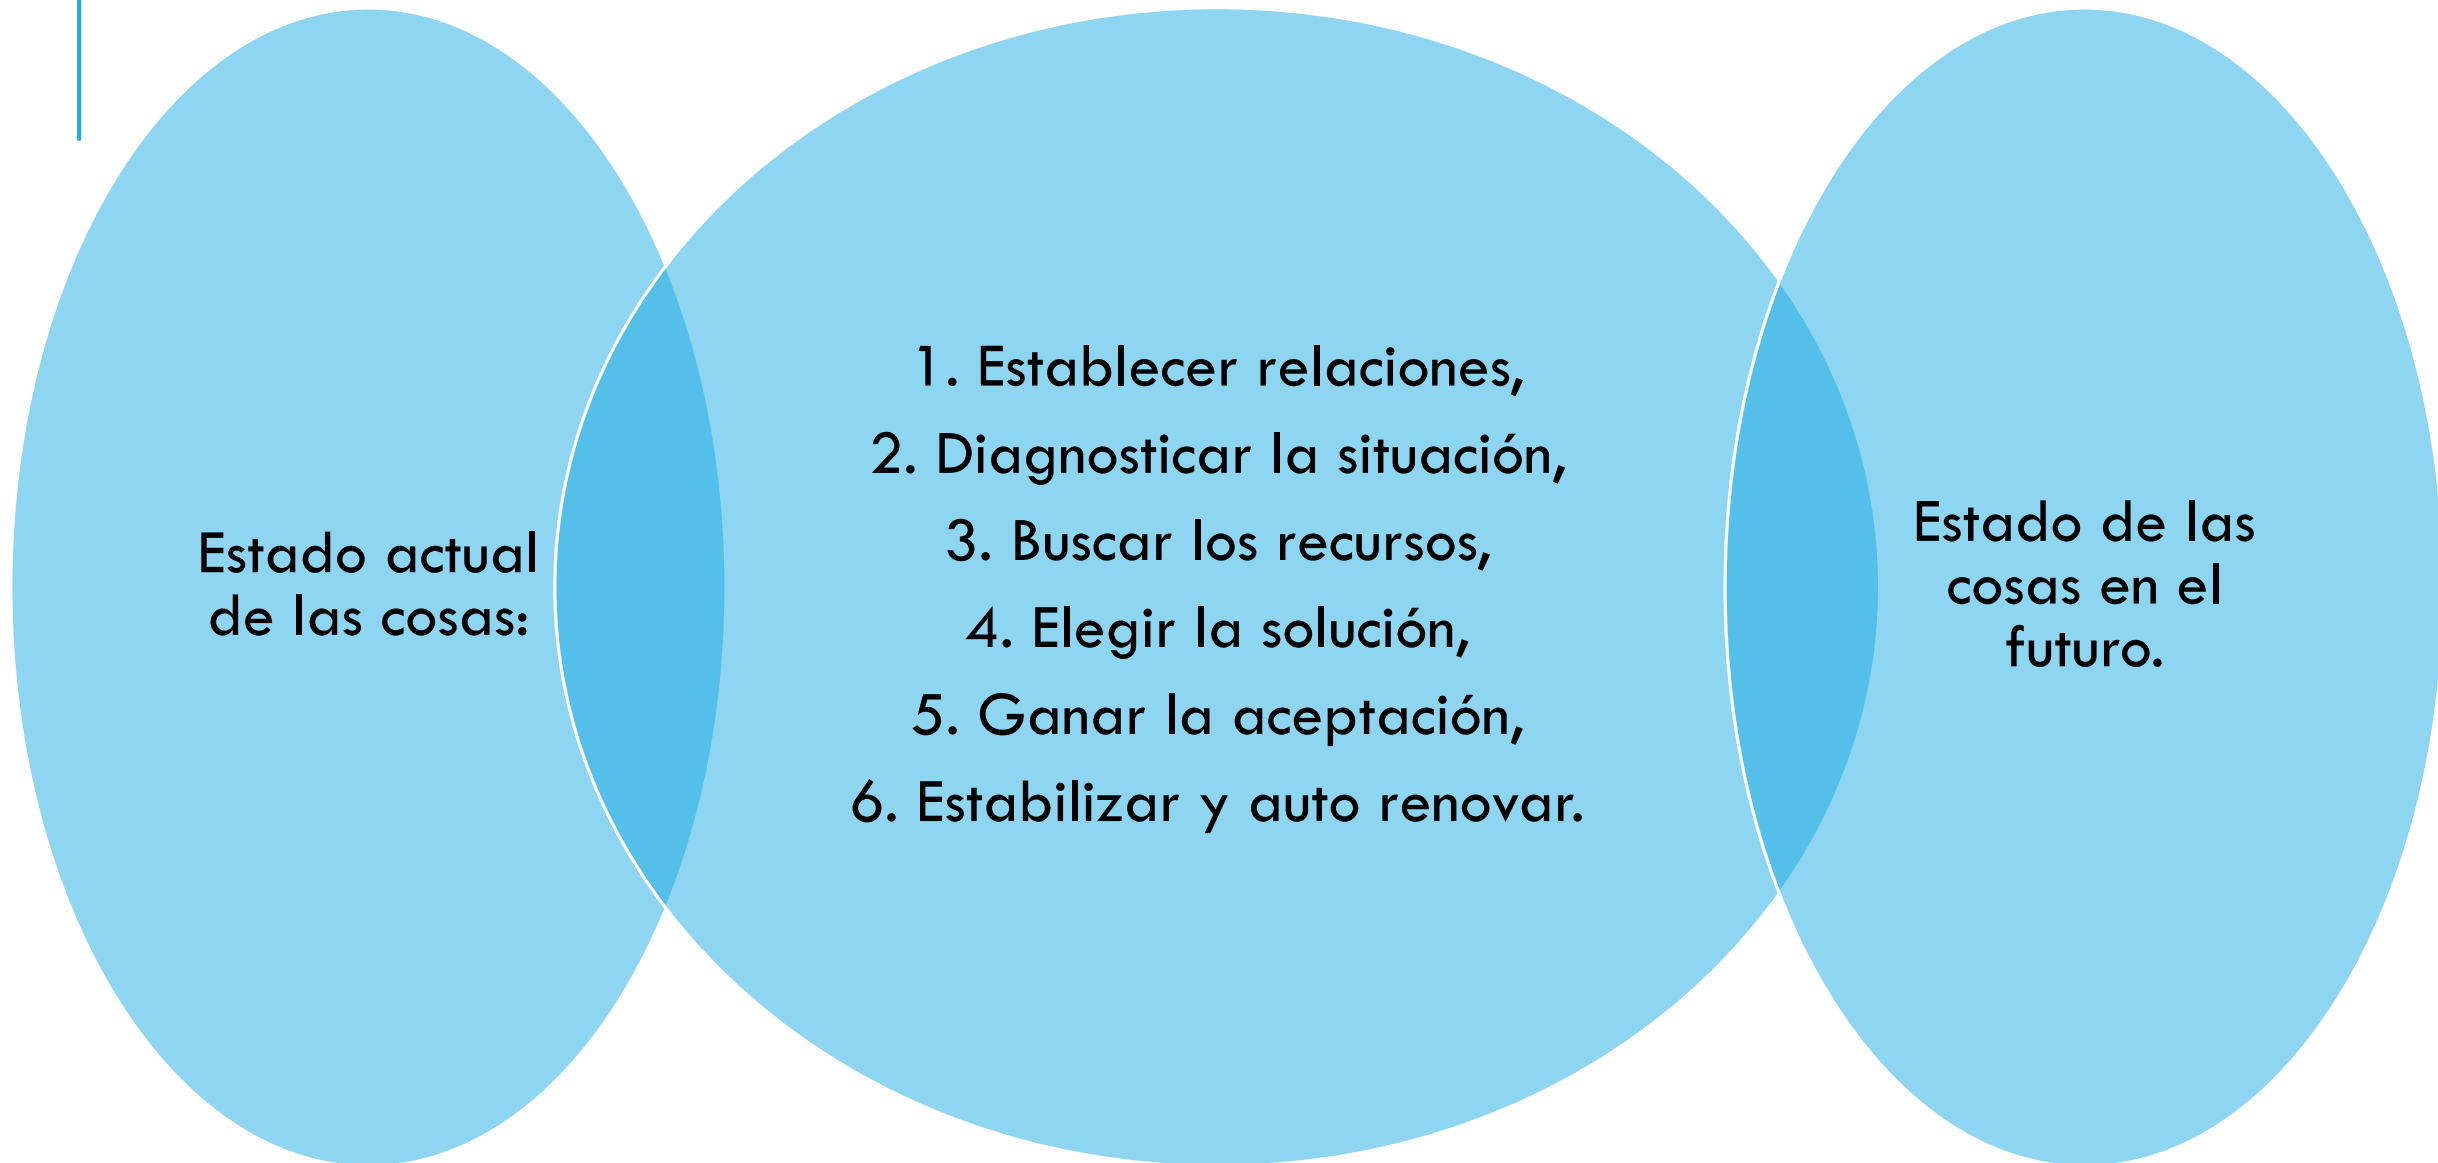 Estado actual
de las cosas:
1. Establecer relaciones,
2. Diagnosticar la situación,
3. Buscar los recursos,
4. Elegir la solución,
5. Ganar la aceptación,
6. Estabilizar y auto renovar.
Estado de las
cosas en el
futuro.